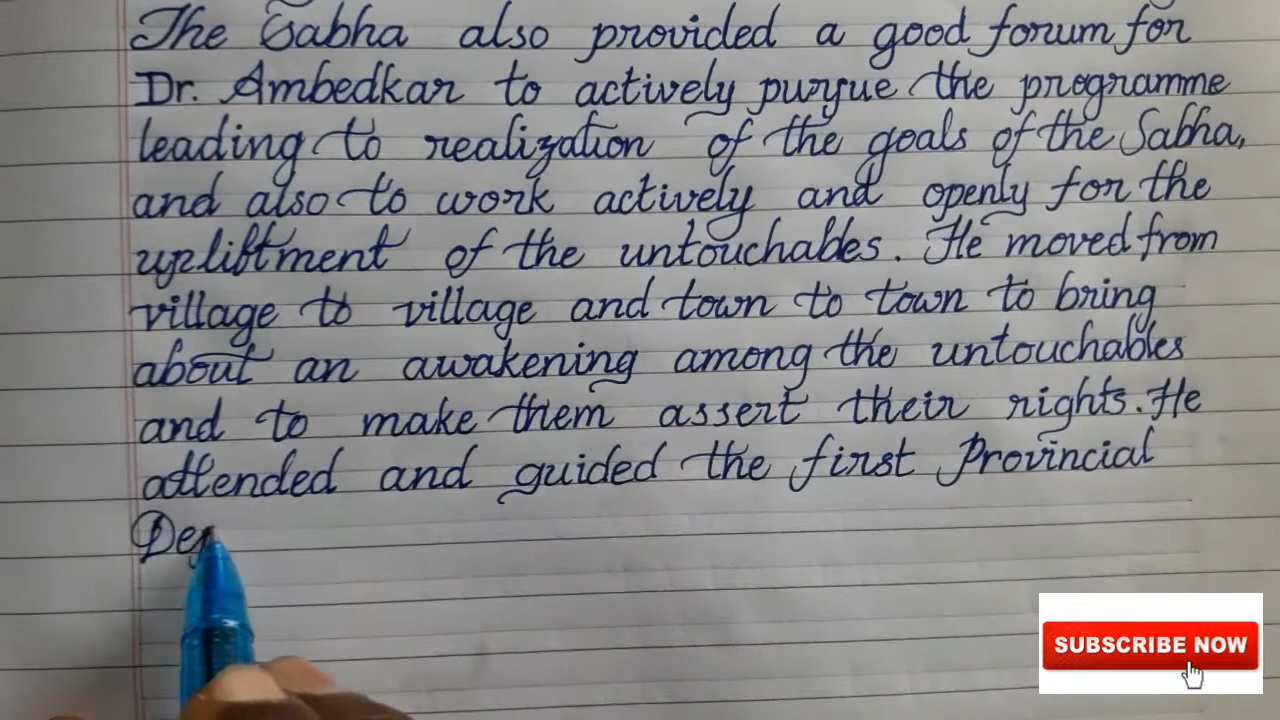 The Sabha also provided a good forum for
Dr. Ambedkar to actively pursue the programme
leading to realization of the goals of the Sabha,
and also to work actively and openly for the
upliftment of the untouchables. He moved from
village to village and town to town to bring
about an awakening among the untouchables
and to make them assert their rights. He
attended and guided the first Provincial
SUBSCRIBE NOW